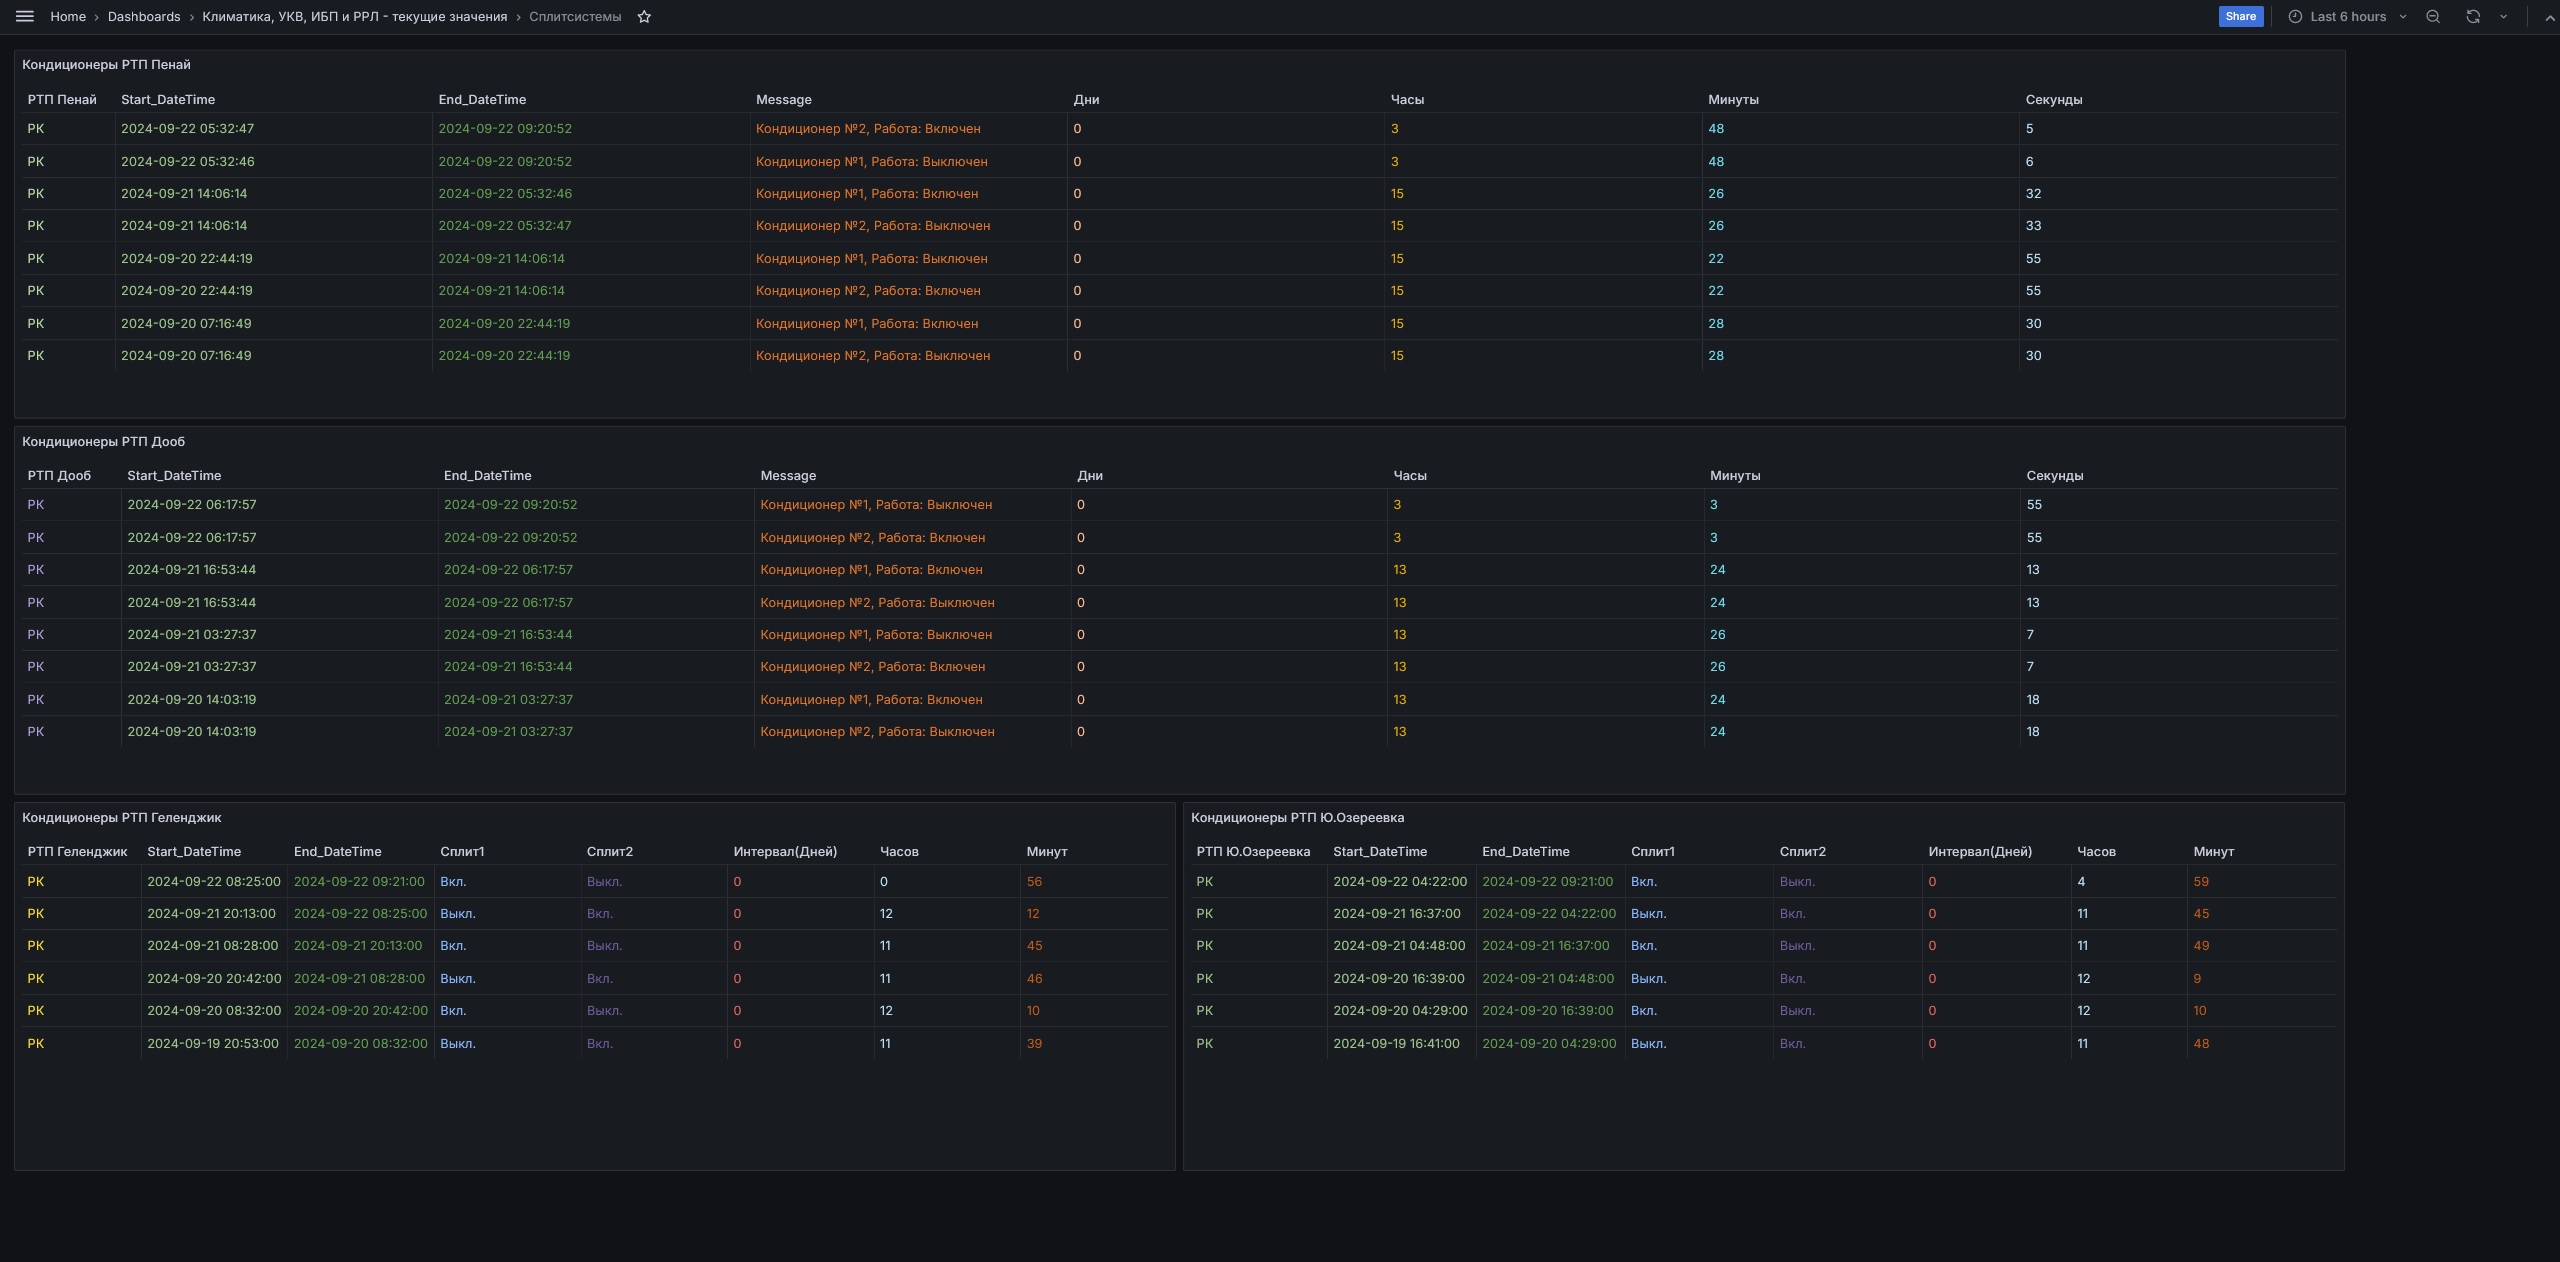 Home › Dashboards › Климатика, УКВ, ИБП и РРЛ - текущие значения › Сплитсистемы Share Last 6 hours
Кондиционеры РТП Пенай
РТП Пенай Start_DateTime End_DateTime Message Дни Часы Минуты Секунды
РК 2024-09-22 05:32:47 2024-09-22 09:20:52 Кондиционер №2, Работа: Включен 0 3 48 5
РК 2024-09-22 05:32:46 2024-09-22 09:20:52 Кондиционер №1, Работа: Выключен 0 3 48 6
РК 2024-09-21 14:06:14 2024-09-22 05:32:46 Кондиционер №1, Работа: Включен 0 15 26 32
РК 2024-09-21 14:06:14 2024-09-22 05:32:47 Кондиционер №2, Работа: Выключен 0 15 26 33
РК 2024-09-20 22:44:19 2024-09-21 14:06:14 Кондиционер №1, Работа: Выключен 0 15 22 55
РК 2024-09-20 22:44:19 2024-09-21 14:06:14 Кондиционер №2, Работа: Включен 0 15 22 55
РК 2024-09-20 07:16:49 2024-09-20 22:44:19 Кондиционер №1, Работа: Включен 0 15 28 30
РК 2024-09-20 07:16:49 2024-09-20 22:44:19 Кондиционер №2, Работа: Выключен 0 15 28 30
Кондиционеры РТП Дооб
РТП Дооб Start_DateTime End_DateTime Message Дни Часы Минуты Секунды
РК 2024-09-22 06:17:57 2024-09-22 09:20:52 Кондиционер №1, Работа: Выключен 0 3 3 55
РК 2024-09-22 06:17:57 2024-09-22 09:20:52 Кондиционер №2, Работа: Включен 0 3 3 55
РК 2024-09-21 16:53:44 2024-09-22 06:17:57 Кондиционер №1, Работа: Включен 0 13 24 13
РК 2024-09-21 16:53:44 2024-09-22 06:17:57 Кондиционер №2, Работа: Выключен 0 13 24 13
РК 2024-09-21 03:27:37 2024-09-21 16:53:44 Кондиционер №1, Работа: Выключен 0 13 26 7
РК 2024-09-21 03:27:37 2024-09-21 16:53:44 Кондиционер №2, Работа: Включен 0 13 26 7
РК 2024-09-20 14:03:19 2024-09-21 03:27:37 Кондиционер №1, Работа: Включен 0 13 24 18
РК 2024-09-20 14:03:19 2024-09-21 03:27:37 Кондиционер №2, Работа: Выключен 0 13 24 18
Кондиционеры РТП Геленджик
РТП Геленджик Start_DateTime End_DateTime Сплит1 Сплит2 Интервал(Дней) Часов Минут
РК 2024-09-22 08:25:00 2024-09-22 09:21:00 Вкл. Выкл. 0 0 56
РК 2024-09-21 20:13:00 2024-09-22 08:25:00 Выкл. Вкл. 0 12 12
РК 2024-09-21 08:28:00 2024-09-21 20:13:00 Вкл. Выкл. 0 11 45
РК 2024-09-20 20:42:00 2024-09-21 08:28:00 Выкл. Вкл. 0 11 46
РК 2024-09-20 08:32:00 2024-09-20 20:42:00 Вкл. Выкл. 0 12 10
РК 2024-09-19 20:53:00 2024-09-20 08:32:00 Выкл. Вкл. 0 11 39
Кондиционеры РТП Ю.Озереевка
РТП Ю.Озереевка Start_DateTime End_DateTime Сплит1 Сплит2 Интервал(Дней) Часов Минут
РК 2024-09-22 04:22:00 2024-09-22 09:21:00 Вкл. Выкл. 0 4 59
РК 2024-09-21 16:37:00 2024-09-22 04:22:00 Выкл. Вкл. 0 11 45
РК 2024-09-21 04:48:00 2024-09-21 16:37:00 Вкл. Выкл. 0 11 49
РК 2024-09-20 16:39:00 2024-09-21 04:48:00 Выкл. Вкл. 0 12 9
РК 2024-09-20 04:29:00 2024-09-20 16:39:00 Вкл. Выкл. 0 12 10
РК 2024-09-19 16:41:00 2024-09-20 04:29:00 Выкл. Вкл. 0 11 48